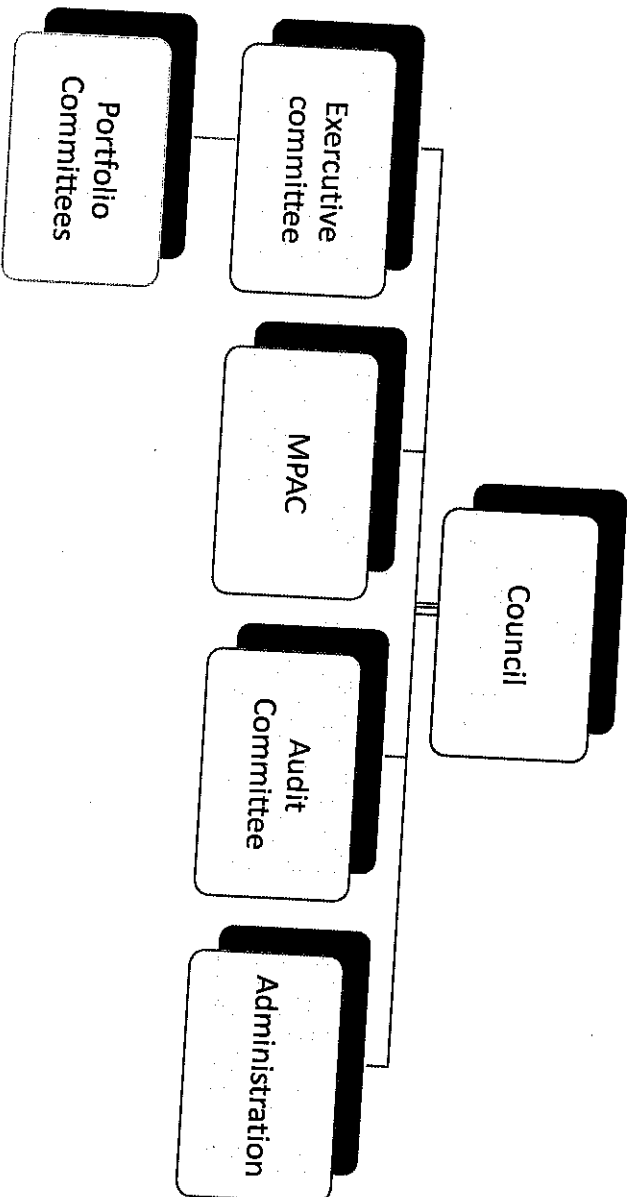 Council
Exercutive
committee
MPAC
Audit
Committee
Administration
Portfolio
Committees